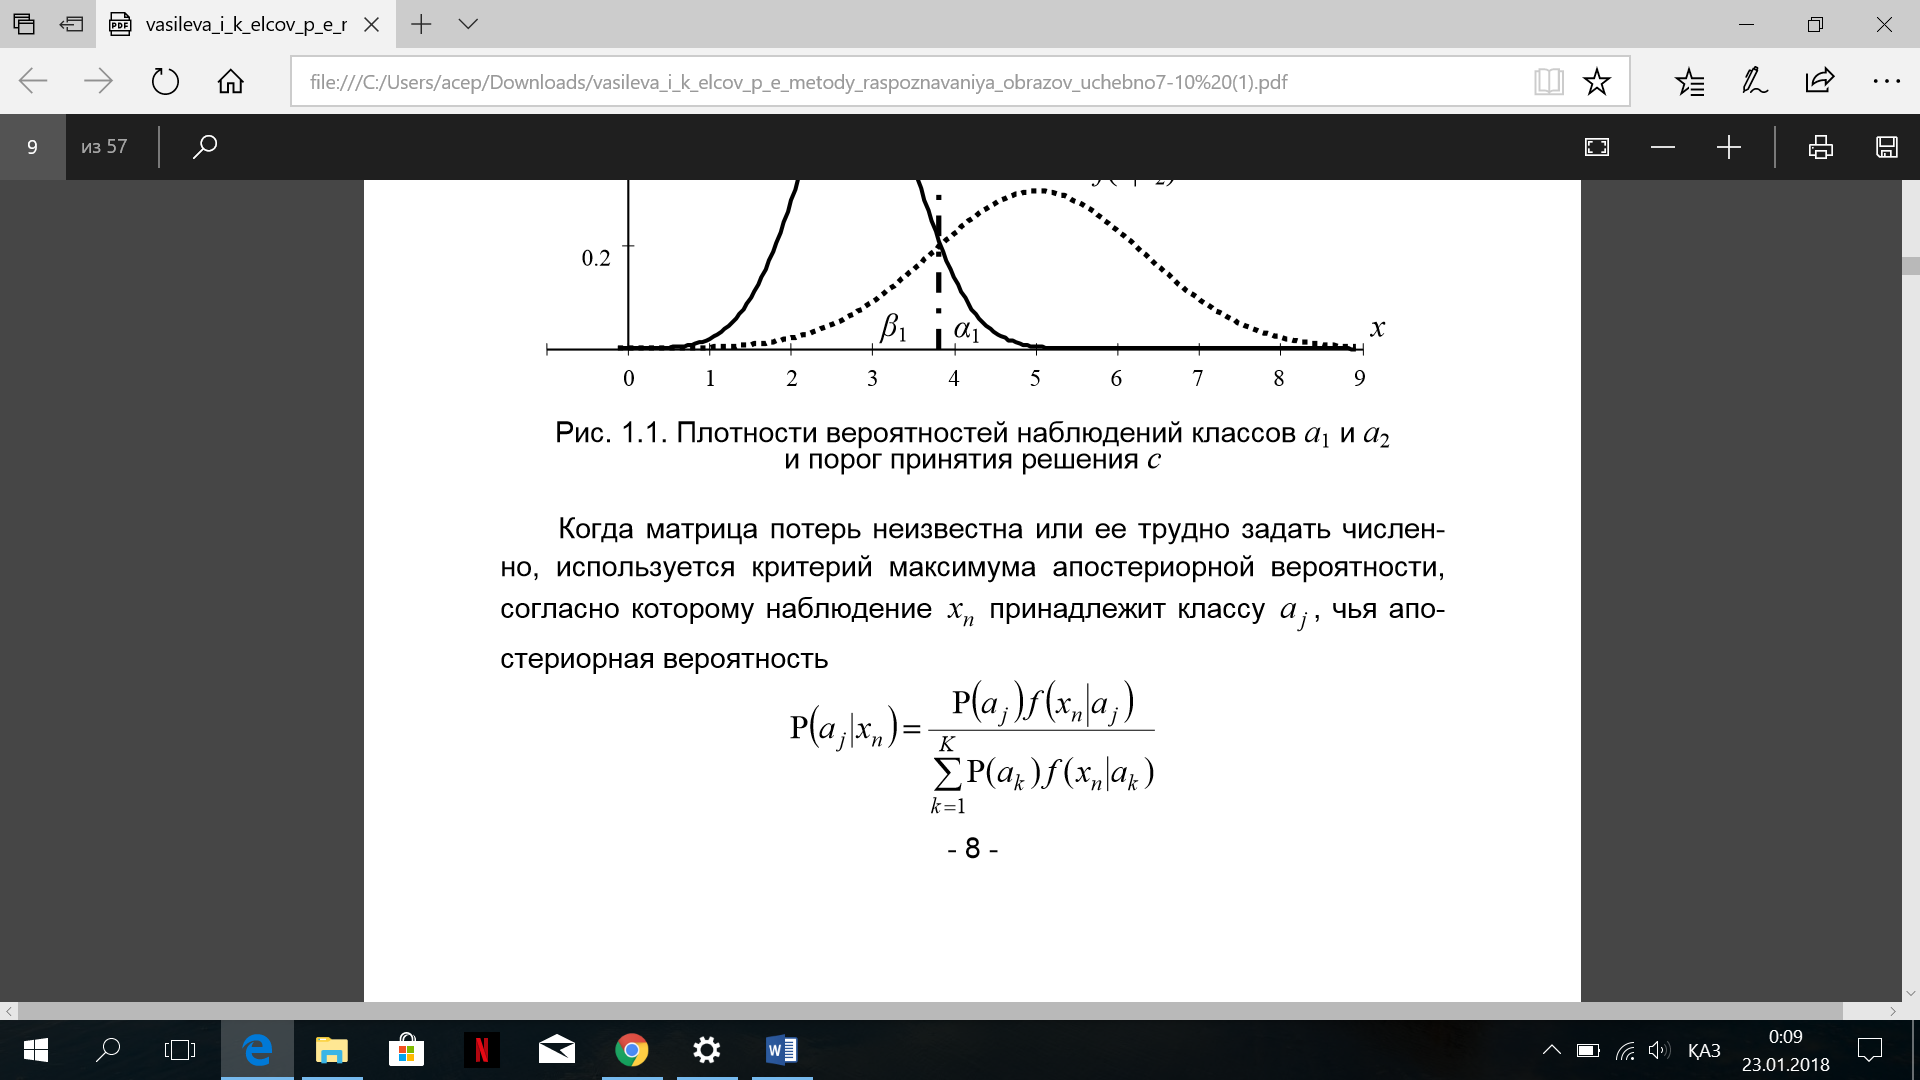 vasileva_i_k_elcov_p_e_r
file:///C:/Users/acep/Downloads/vasileva_i_k_elcov_p_e_metody_raspoznavaniya_obrazov_uchebno7-10%20(1).pdf
9 из 57
0.2
β₁ α₁ x
0 1 2 3 4 5 6 7 8 9
Рис. 1.1. Плотности вероятностей наблюдений классов a₁ и a₂
и порог принятия решения c
Когда матрица потерь неизвестна или ее трудно задать числен-
но, используется критерий максимума апостериорной вероятности,
согласно которому наблюдение xₙ принадлежит классу aⱼ, чья апо-
стериорная вероятность
P(aⱼ|xₙ) = P(aⱼ)f(xₙ|aⱼ) / ∑ₖ₌₁ᴷ P(aₖ)f(xₙ|aₖ)
- 8 -
ҚАЗ
0:09
23.01.2018